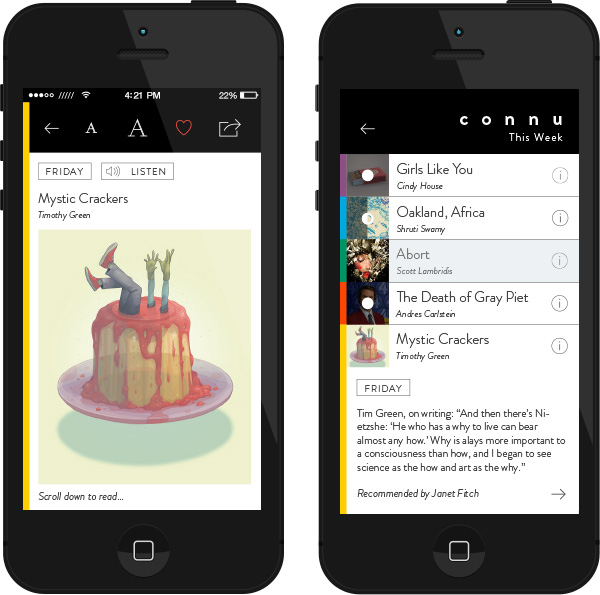 4:21 PM
22%
A A
FRIDAY LISTEN
Mystic Crackers
Timothy Green
Scroll down to read...
connu
This Week
Girls Like You
Cindy House
Oakland, Africa
Shruti Swamy
Abort
Scott Lambridis
The Death of Gray Piet
Andres Carlstein
Mystic Crackers
Timothy Green
FRIDAY
Tim Green, on writing: “And then there’s Ni-
etzshe: ‘He who has a why to live can bear
almost any how.’ Why is alays more important to
a consciousness than how, and I began to see
science as the how and art as the why.”
Recommended by Janet Fitch